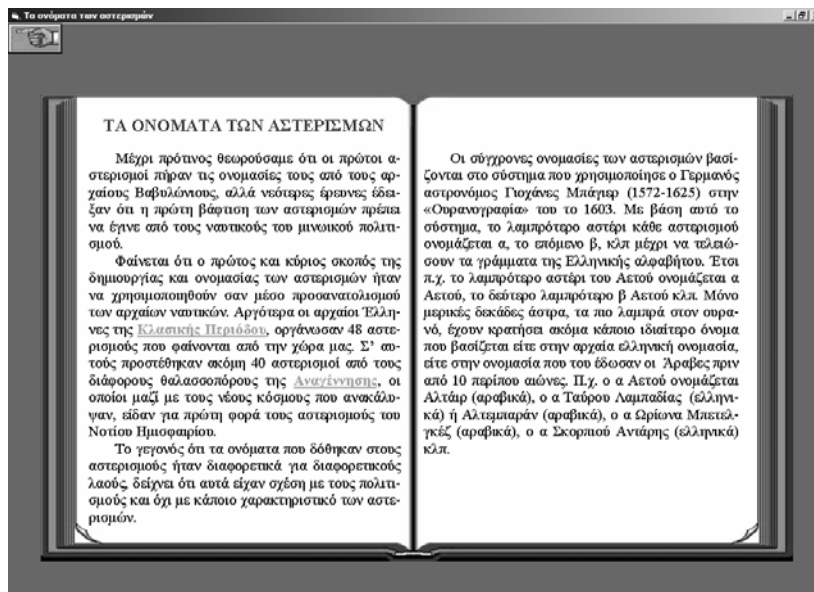 Τα ονόματα των αστερισμών
ΤΑ ΟΝΟΜΑΤΑ ΤΩΝ ΑΣΤΕΡΙΣΜΩΝ
Μέχρι πρότινος θεωρούσαμε ότι οι πρώτοι α-
στερισμοί πήραν τις ονομασίες τους από τους αρ-
χαίους Βαβυλώνιους, αλλά νεότερες έρευνες έδει-
ξαν ότι η πρώτη βάφτιση των αστερισμών πρέπει
να έγινε από τους ναυτικούς του μινωικού πολιτι-
σμού.
Φαίνεται ότι ο πρώτος και κύριος σκοπός της
δημιουργίας και ονομασίας των αστερισμών ήταν
να χρησιμοποιηθούν σαν μέσο προσανατολισμού
των αρχαίων ναυτικών. Αργότερα οι αρχαίοι Έλλη-
νες της Κλασικής Περιόδου, οργάνωσαν 48 αστε-
ρισμούς που φαίνονται από την χώρα μας. Σ' αυ-
τούς προστέθηκαν ακόμη 40 αστερισμοί από τους
διάφορους θαλασσοπόρους της Αναγέννησης, οι
οποίοι μαζί με τους νέους κόσμους που ανακάλυ-
ψαν, είδαν για πρώτη φορά τους αστερισμούς του
Νοτίου Ημισφαιρίου.
Το γεγονός ότι τα ονόματα που δόθηκαν στους
αστερισμούς ήταν διαφορετικά για διαφορετικούς
λαούς, δείχνει ότι αυτά είχαν σχέση με τους πολιτι-
σμούς και όχι με κάποιο χαρακτηριστικό των αστε-
ρισμών.
Οι σύγχρονες ονομασίες των αστερισμών βασί-
ζονται στο σύστημα που χρησιμοποίησε ο Γερμανός
αστρονόμος Γιοχάνες Μπάγιερ (1572-1625) στην
«Ουρανογραφία» του το 1603. Με βάση αυτό το
σύστημα, το λαμπρότερο αστέρι κάθε αστερισμού
ονομάζεται α, το επόμενο β, κλπ μέχρι να τελειώ-
σουν τα γράμματα της Ελληνικής αλφαβήτου. Έτσι
π.χ. το λαμπρότερο αστέρι του Αετού ονομάζεται α
Αετού, το δεύτερο λαμπρότερο β Αετού κλπ. Μόνο
μερικές δεκάδες άστρα, τα πιο λαμπρά στον ουρα-
νό, έχουν κρατήσει ακόμα κάποιο ιδιαίτερο όνομα
που βασίζεται είτε στην αρχαία ελληνική ονομασία,
είτε στην ονομασία που του έδωσαν οι Άραβες πριν
από 10 περίπου αιώνες. Π.χ. ο α Αετού ονομάζεται
Αλτάιρ (αραβικά), ο α Ταύρου Λαμπαδίας (ελληνι-
κά) ή Αλτεμπαράν (αραβικά), ο α Ωρίωνα Μπετελ-
γκέζ (αραβικά), ο α Σκορπιού Αντάρης (ελληνικά)
κλπ.